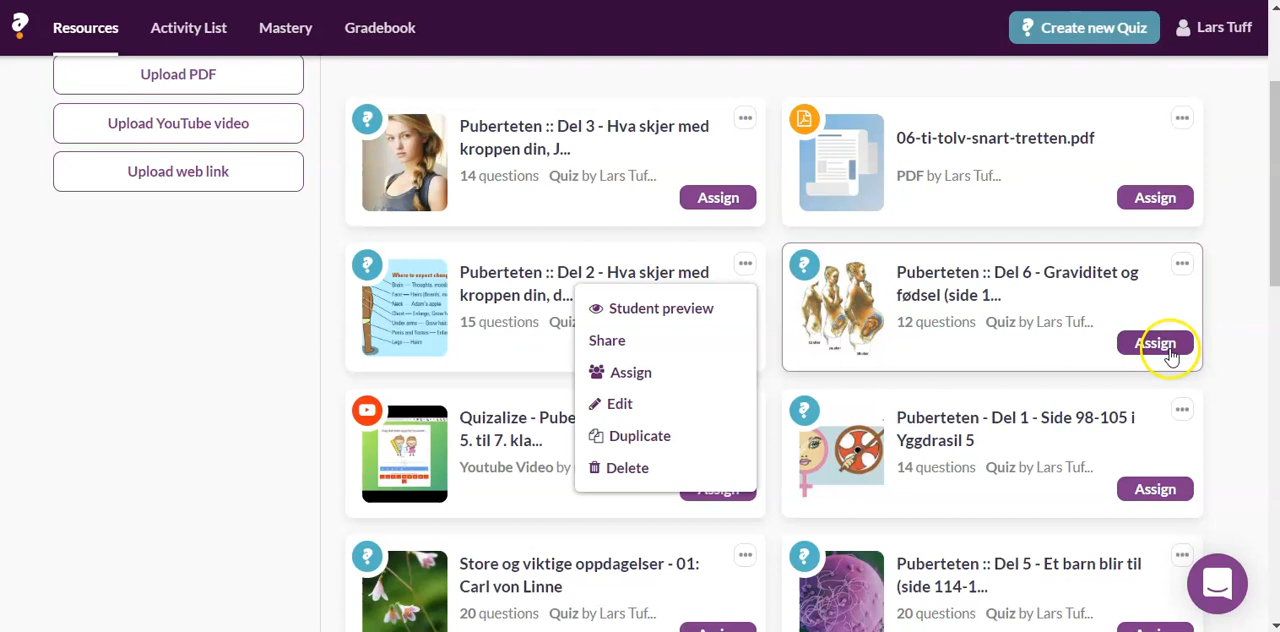 Resources
Activity List
Mastery
Gradebook
Create new Quiz
Lars Tuff
Upload PDF
Upload YouTube video
Upload web link
Puberteten :: Del 3 - Hva skjer med
kroppen din, J...
14 questions Quiz by Lars Tuf...
Assign
06-ti-tolv-snart-tretten.pdf
PDF by Lars Tuf...
Assign
Puberteten :: Del 2 - Hva skjer med
kroppen din, d...
15 questions Quiz
Student preview
Share
Assign
Edit
Duplicate
Delete
Puberteten :: Del 6 - Graviditet og
fødsel (side 1...
12 questions Quiz by Lars Tuf...
Assign
Quizalize - Pube
5. til 7. kla...
Youtube Video by
Assign
Puberteten - Del 1 - Side 98-105 i
Yggdrasil 5
14 questions Quiz by Lars Tuf...
Assign
Store og viktige oppdagelser - 01:
Carl von Linne
20 questions Quiz by Lars Tuf...
Puberteten :: Del 5 - Et barn blir til
(side 114-1...
20 questions Quiz by Lars Tuf...